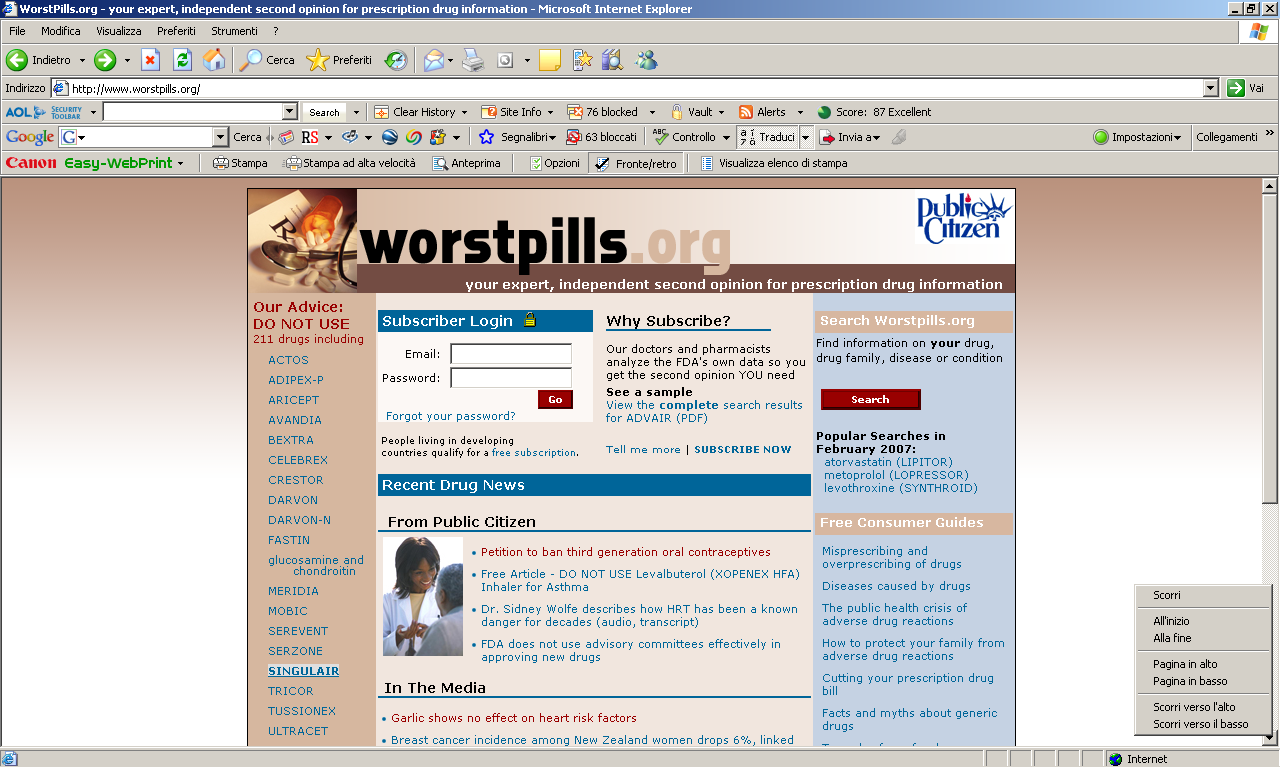 WorstPills.org - your expert, independent second opinion for prescription drug information - Microsoft Internet Explorer
File Modifica Visualizza Preferiti Strumenti ?
Indietro Cerca Preferiti
Indirizzo http://www.worstpills.org/ Vai
AOL SECURITY TOOLBAR Search Clear History Site Info 76 blocked Vault Alerts Score: 87 Excellent
Google G Cerca RS Segnalibri 63 bloccati ABC Controllo Traduci Invia a Impostazioni Collegamenti »
Canon Easy-WebPrint Stampa Stampa ad alta velocità Anteprima Opzioni Fronte/retro Visualizza elenco di stampa
worstpills.org
Public Citizen
your expert, independent second opinion for prescription drug information
Our Advice:
DO NOT USE
211 drugs including
ACTOS
ADIPEX-P
ARICEPT
AVANDIA
BEXTRA
CELEBREX
CRESTOR
DARVON
DARVON-N
FASTIN
glucosamine and
chondroitin
MERIDIA
MOBIC
SEREVENT
SERZONE
SINGULAIR
TRICOR
TUSSIONEX
ULTRACET
Subscriber Login
Email:
Password:
Go
Forgot your password?
People living in developing
countries qualify for a free subscription.
Why Subscribe?
Our doctors and pharmacists
analyze the FDA's own data so you
get the second opinion YOU need
See a sample
View the complete search results
for ADVAIR (PDF)
Tell me more | SUBSCRIBE NOW
Recent Drug News
From Public Citizen
• Petition to ban third generation oral contraceptives
• Free Article - DO NOT USE Levalbuterol (XOPENEX HFA)
Inhaler for Asthma
• Dr. Sidney Wolfe describes how HRT has been a known
danger for decades (audio, transcript)
• FDA does not use advisory committees effectively in
approving new drugs
In The Media
• Garlic shows no effect on heart risk factors
• Breast cancer incidence among New Zealand women drops 6%, linked
Search Worstpills.org
Find information on your drug,
drug family, disease or condition
Search
Popular Searches in
February 2007:
atorvastatin (LIPITOR)
metoprolol (LOPRESSOR)
levothroxine (SYNTHROID)
Free Consumer Guides
Misprescribing and
overprescribing of drugs
Diseases caused by drugs
The public health crisis of
adverse drug reactions
How to protect your family from
adverse drug reactions
Cutting your prescription drug
bill
Facts and myths about generic
drugs
Scorri
All'inizio
Alla fine
Pagina in alto
Pagina in basso
Scorri verso l'alto
Scorri verso il basso
Internet